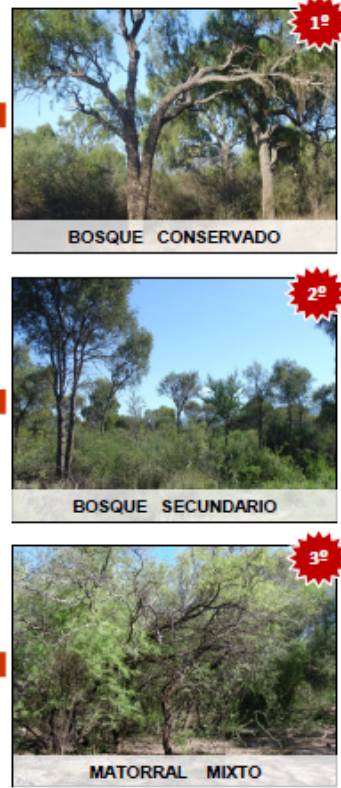 1º
BOSQUE CONSERVADO
2º
BOSQUE SECUNDARIO
3º
MATORRAL MIXTO